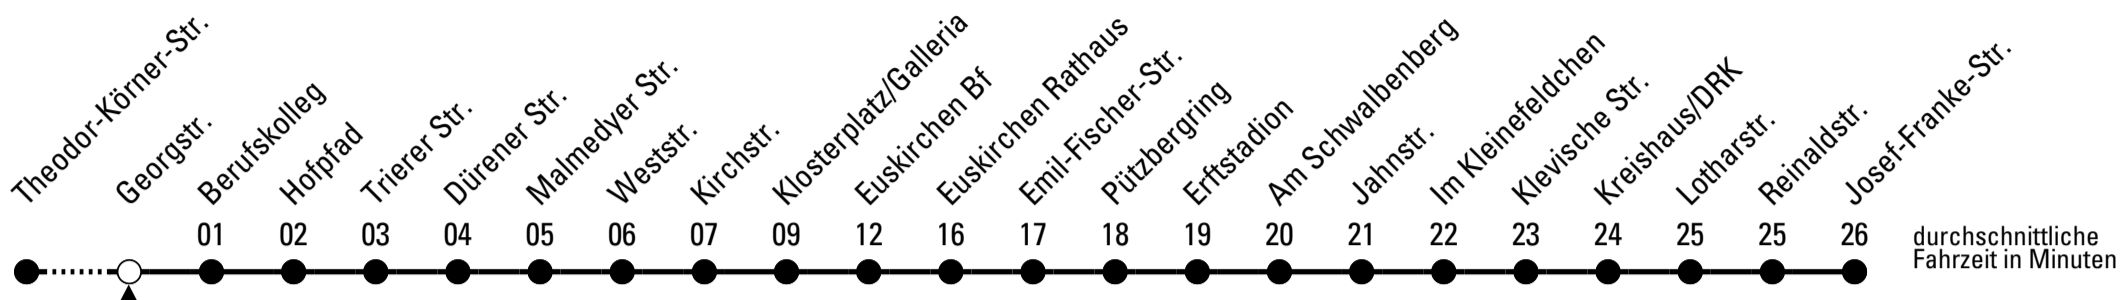 Theodor-Körner-Str.
Georgstr.
Berufskolleg
Hofpfad
Trierer Str.
Dürener Str.
Malmedyer Str.
Weststr.
Kirchstr.
Klosterplatz/Galleria
Euskirchen Bf
Euskirchen Rathaus
Emil-Fischer-Str.
Pützbergring
Erftstadion
Am Schwalbenberg
Jahnstr.
Im Kleinefeldchen
Klevische Str.
Kreishaus/DRK
Lotharstr.
Reinaldstr.
Josef-Franke-Str.
01 02 03 04 05 06 07 09 12 16 17 18 19 20 21 22 23 24 25 25 26
durchschnittliche
Fahrzeit in Minuten